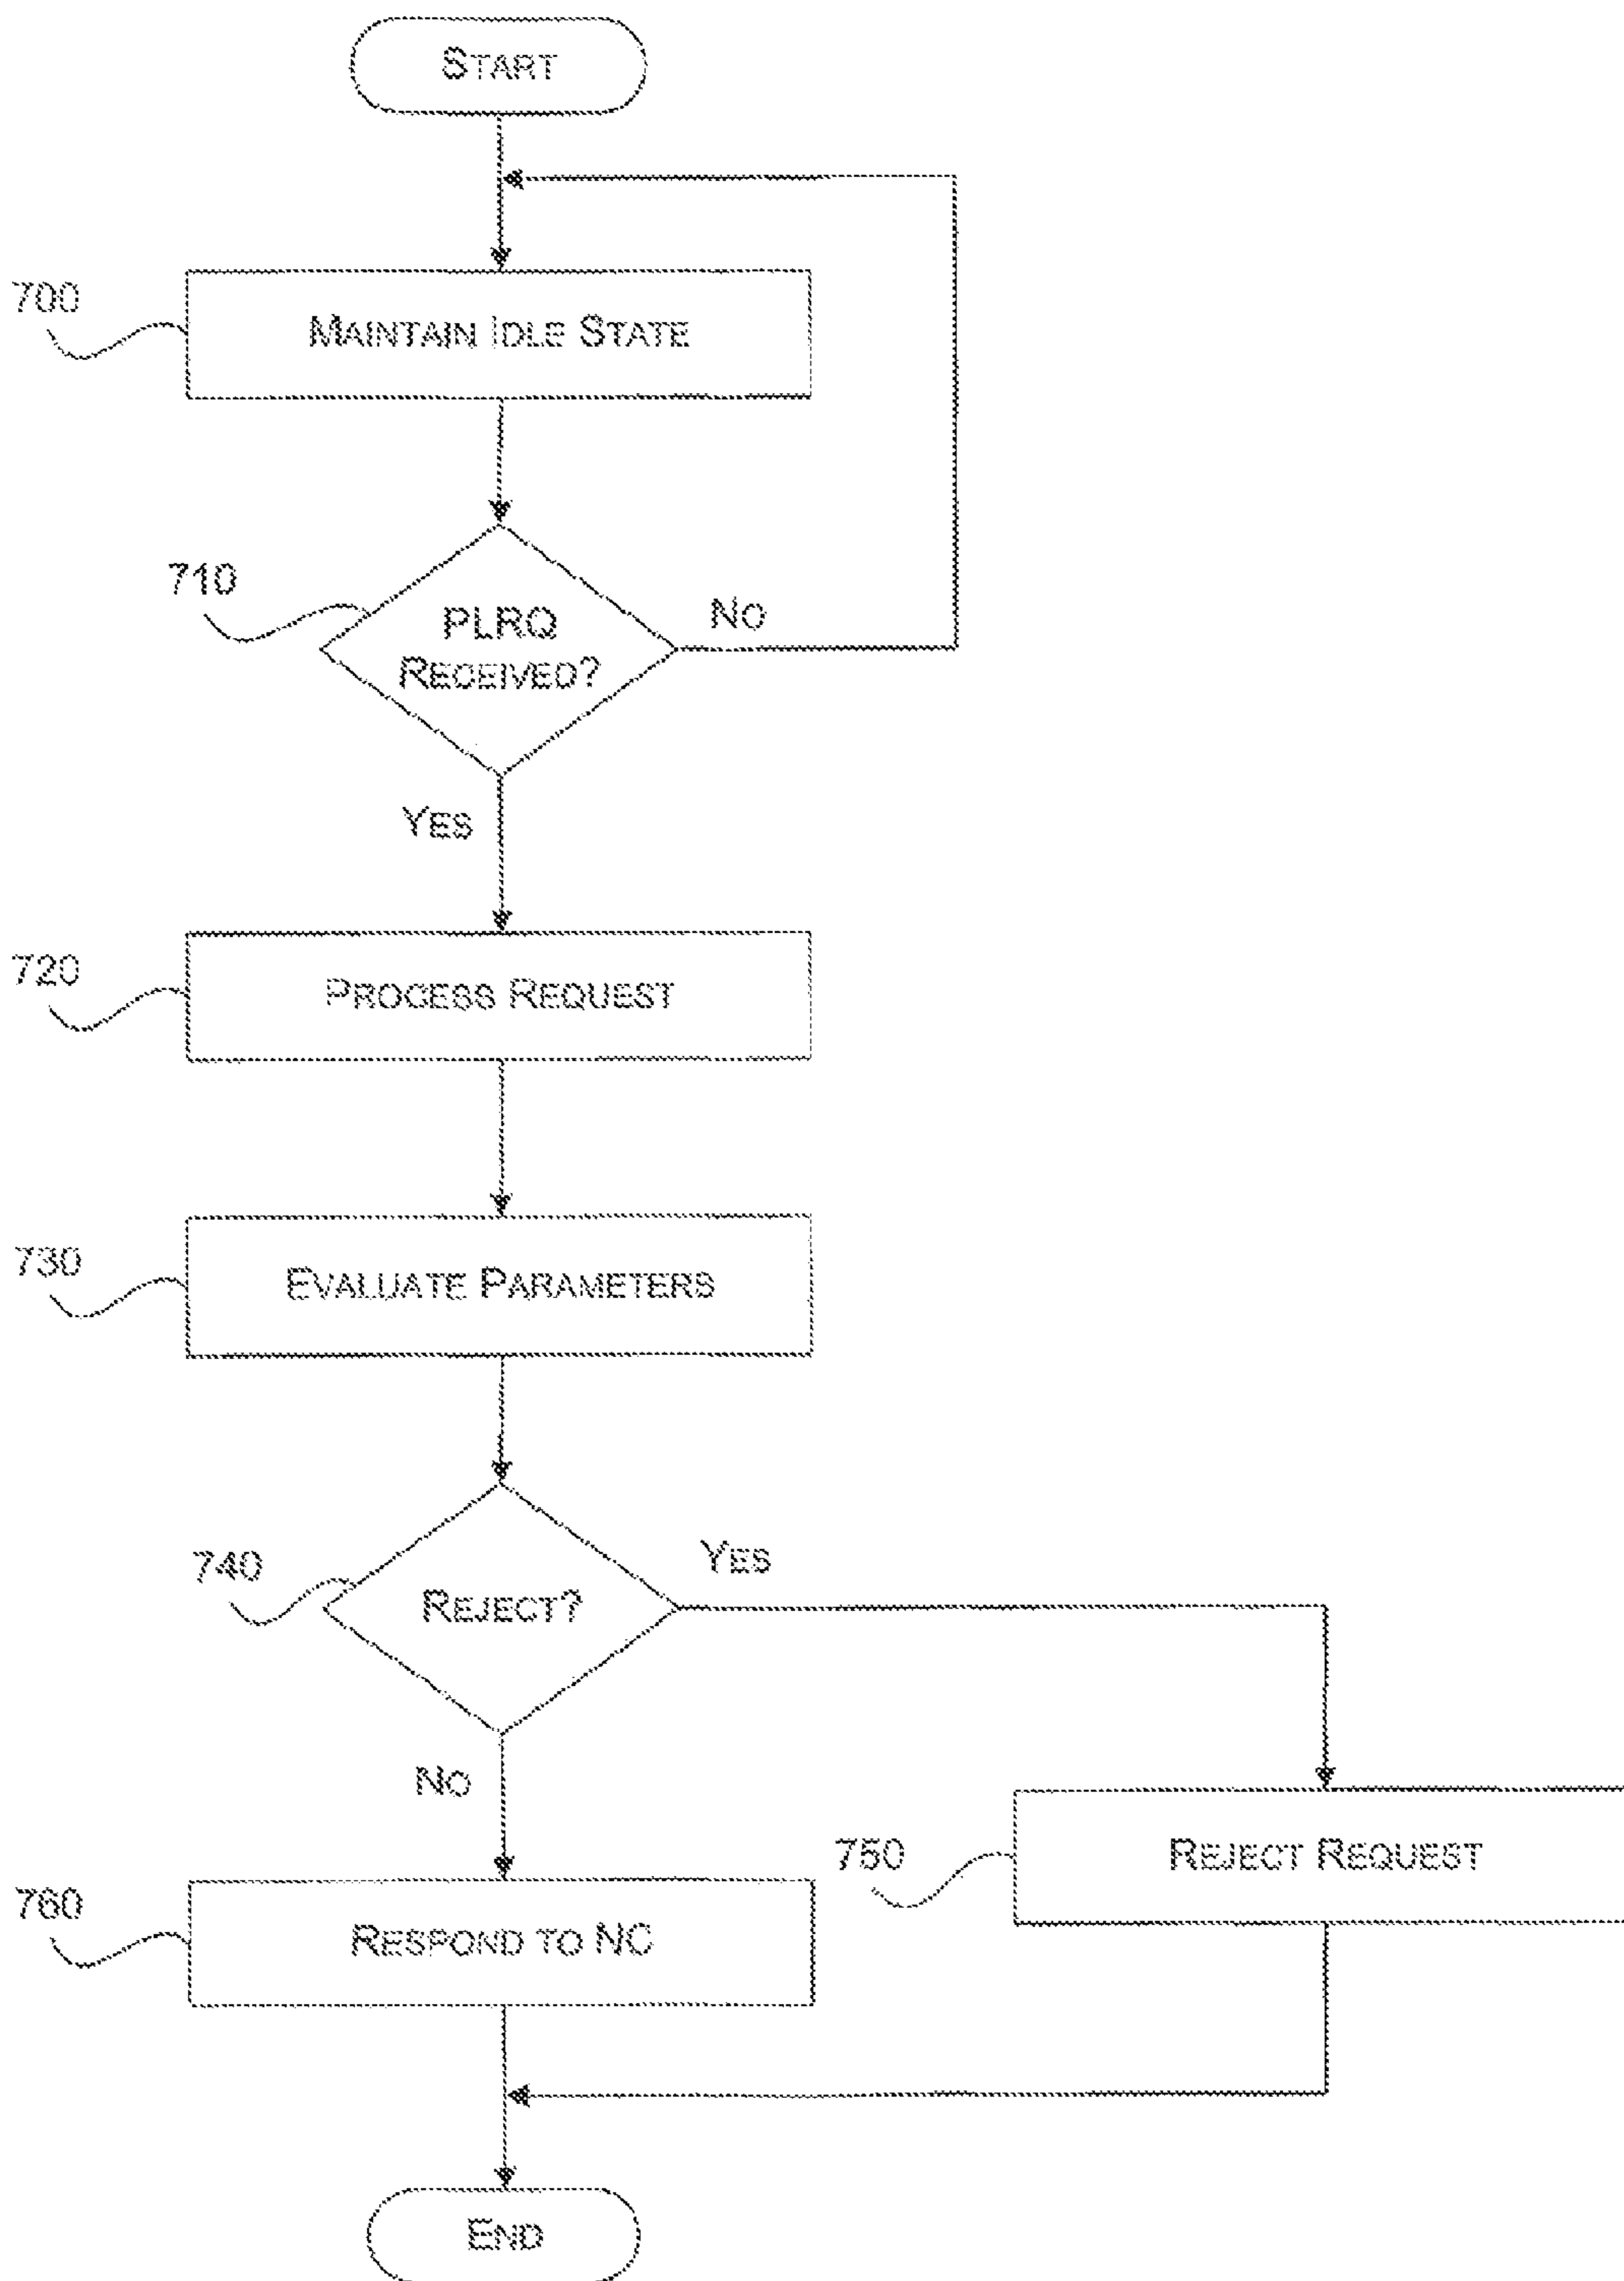 START
700
MAINTAIN IDLE STATE
710
PLRQ
RECEIVED?
NO
YES
720
PROCESS REQUEST
730
EVALUATE PARAMETERS
740
REJECT?
YES
NO
750
REJECT REQUEST
760
RESPOND TO NC
END